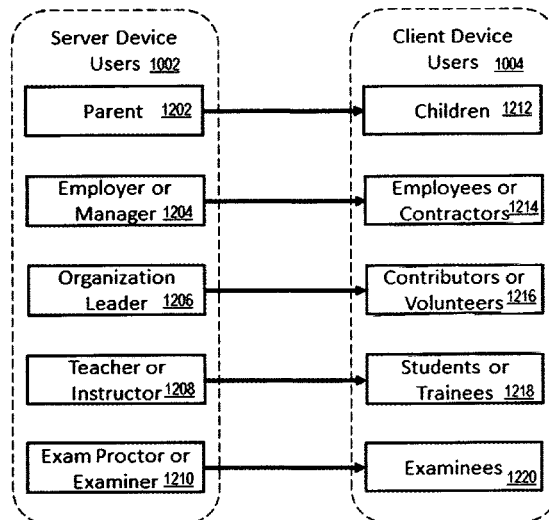 Server Device
Users 1002
Parent 1202
Employer or
Manager 1204
Organization
Leader 1206
Teacher or
Instructor 1208
Exam Proctor or
Examiner 1210
Client Device
Users 1004
Children 1212
Employees or
Contractors 1214
Contributors or
Volunteers 1216
Students or
Trainees 1218
Examinees 1220